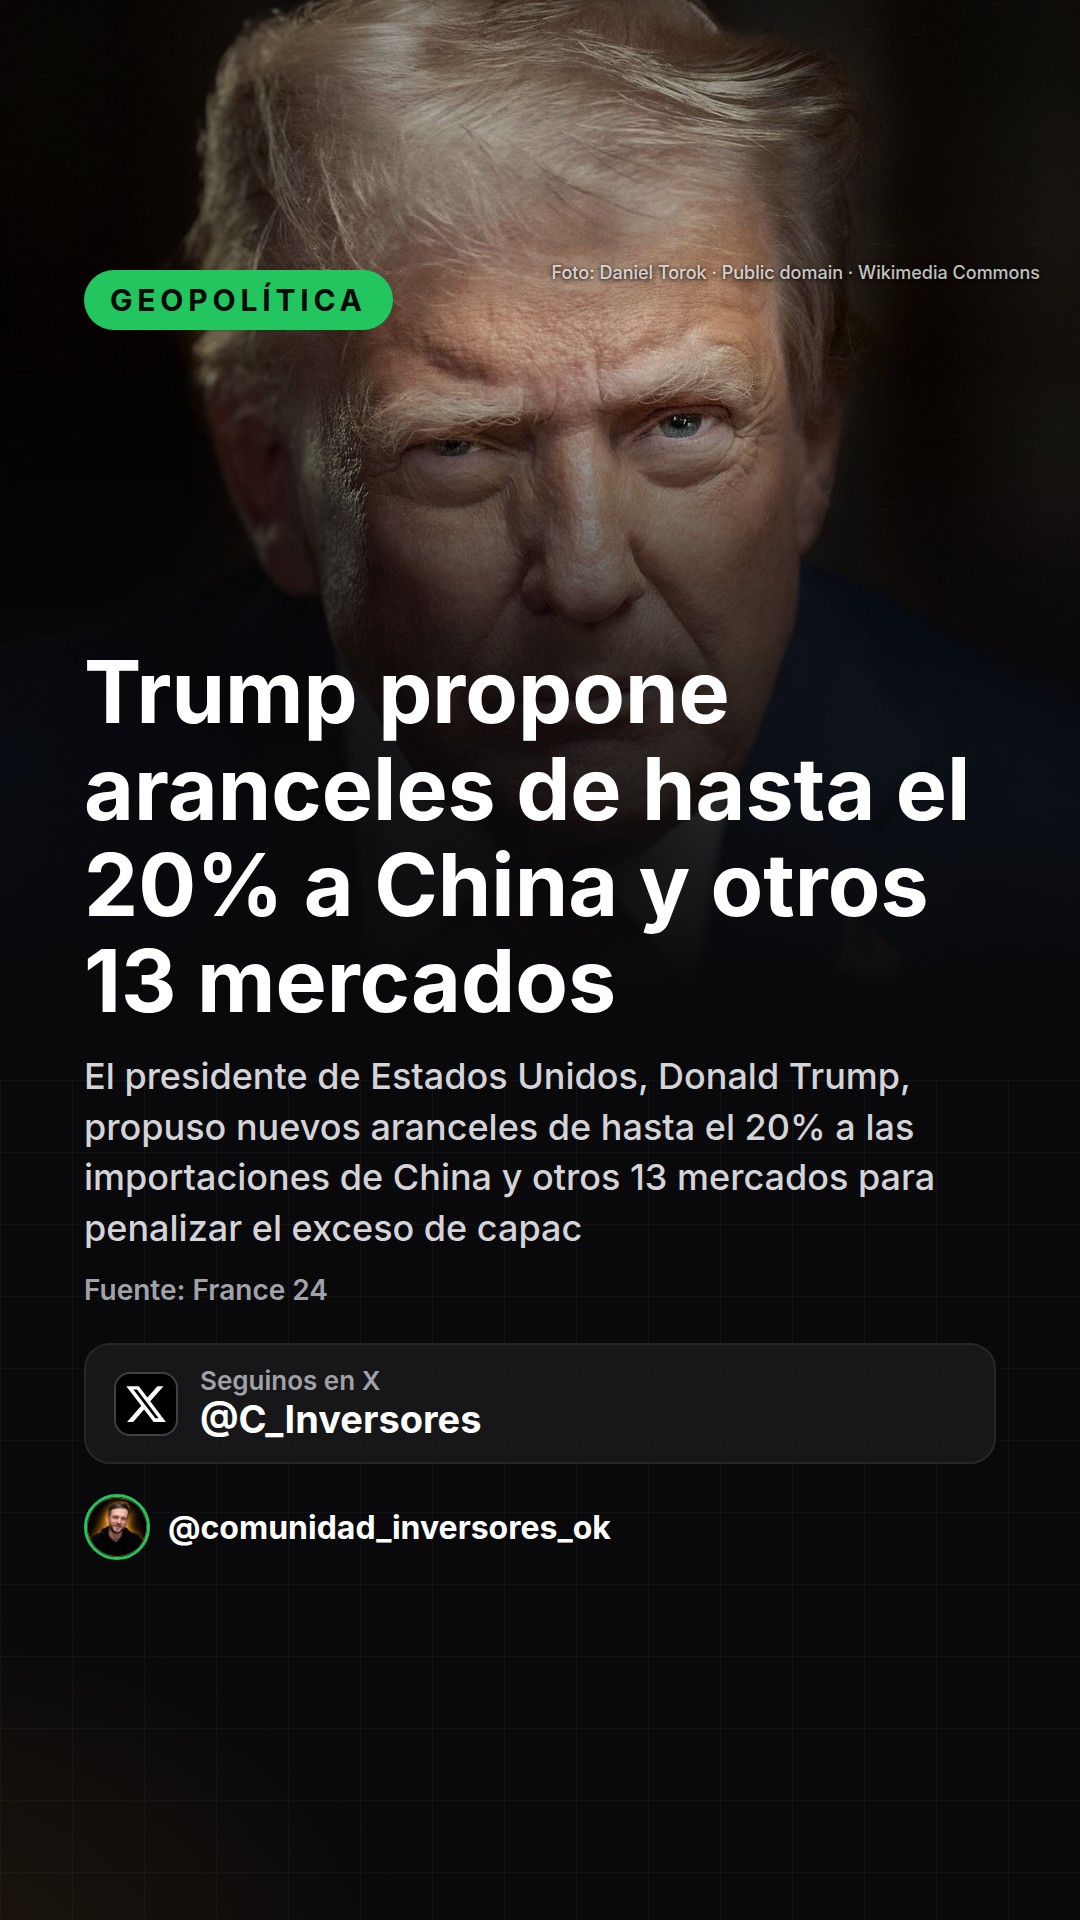 Foto: Daniel Torok · Public domain · Wikimedia Commons
GEOPOLÍTICA
Trump propone
aranceles de hasta el
20% a China y otros
13 mercados
El presidente de Estados Unidos, Donald Trump,
propuso nuevos aranceles de hasta el 20% a las
importaciones de China y otros 13 mercados para
penalizar el exceso de capac
Fuente: France 24
Seguinos en X
@C_Inversores
@comunidad_inversores_ok